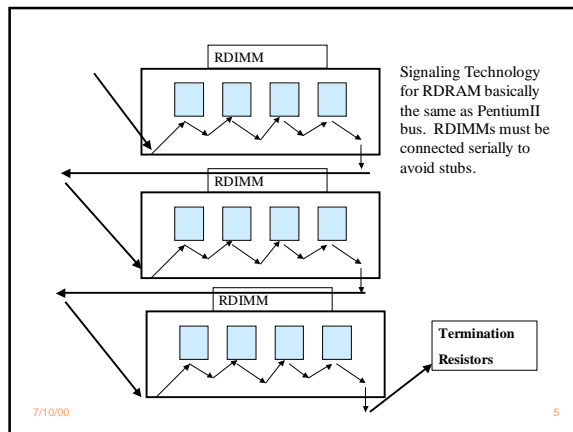 RDIMM
Signaling Technology
for RDRAM basically
the same as PentiumII
bus. RDIMMs must be
connected serially to
avoid stubs.
RDIMM
RDIMM
Termination
Resistors
7/10/00
5